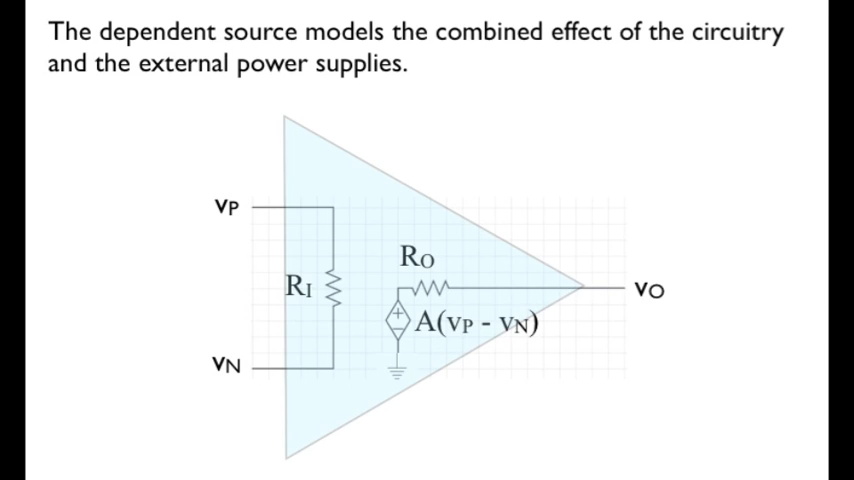 The dependent source models the combined effect of the circuitry
and the external power supplies.
VP
RO
RI
VO
A(VP - VN)
VN